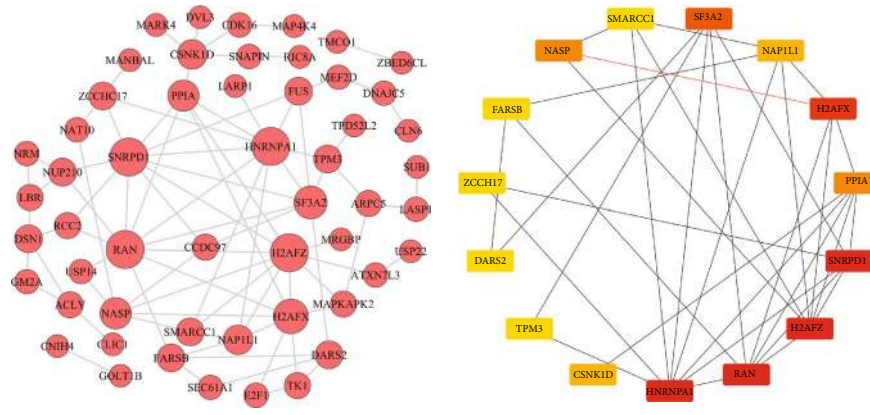 DVL3
MARK4
CDK16
MAP4K4
CSNK1D
TMCO1
SNAPIN
RIC8A
ZBED6CL
MANBAL
LARP1
MEF2D
ZCCHC17
PPIA
FUS
DNAJC5
NAT10
TPD52L2
CLN6
HNRNPA1
NRM
SNRPD1
TPM3
SUB1
NUP210
LBR
SF3A2
ARPC5
LASP1
RCC2
DSN1
MRGBP
RAN
CCDC97
H2AFZ
USP22
GM2A
USP14
ATXN7L3
ACLY
NASP
H2AFX
MAPKAPK2
SMARCC1
NAP1L1
CLIC1
CNIH4
FARSB
DARS2
GOLT1B
SEC61A1
E2F1
TK1
SMARCC1
SF3A2
NASP
NAP1L1
FARSB
H2AFX
ZCCH17
PPIA
DARS2
SNRPD1
TPM3
H2AFZ
CSNK1D
RAN
HNRNPA1